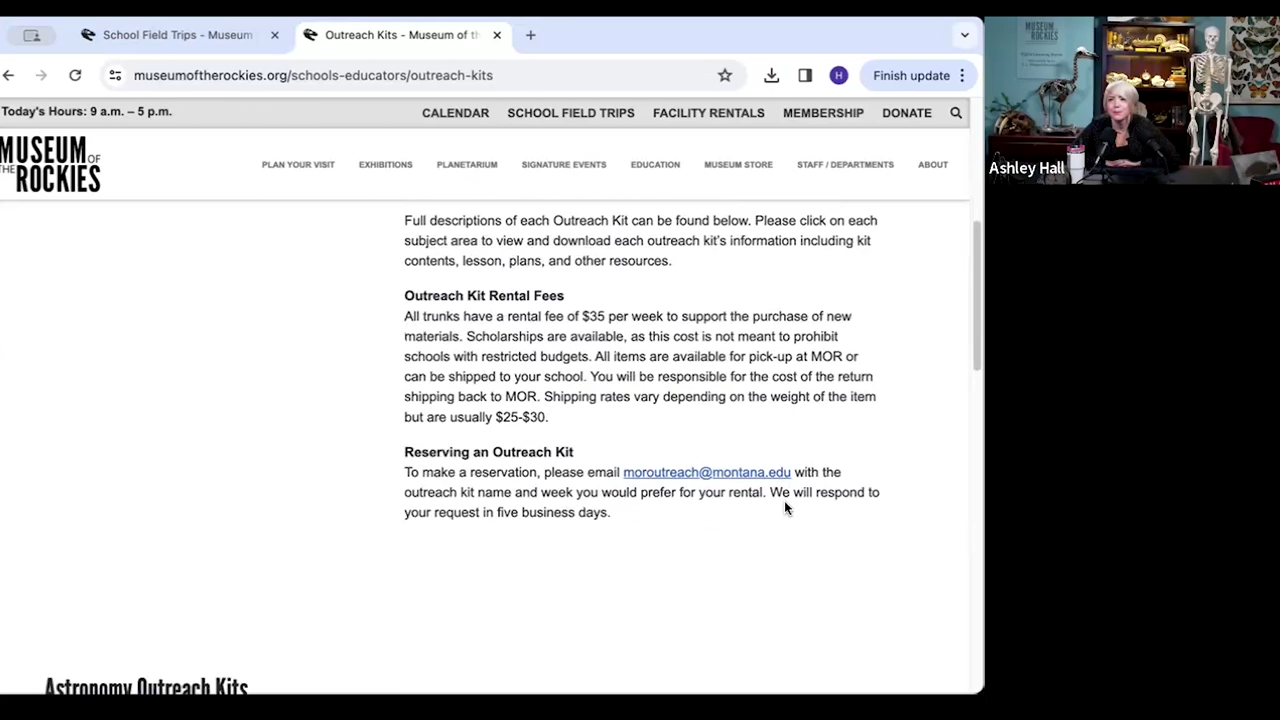 School Field Trips - Museum
Outreach Kits - Museum of th
museumoftherockies.org/schools-educators/outreach-kits
H
Finish update
Today's Hours: 9 a.m. – 5 p.m.
CALENDAR SCHOOL FIELD TRIPS FACILITY RENTALS MEMBERSHIP DONATE
MUSEUM OF
THE ROCKIES
PLAN YOUR VISIT EXHIBITIONS PLANETARIUM SIGNATURE EVENTS EDUCATION MUSEUM STORE STAFF / DEPARTMENTS ABOUT
Full descriptions of each Outreach Kit can be found below. Please click on each
subject area to view and download each outreach kit's information including kit
contents, lesson, plans, and other resources.
Outreach Kit Rental Fees
All trunks have a rental fee of $35 per week to support the purchase of new
materials. Scholarships are available, as this cost is not meant to prohibit
schools with restricted budgets. All items are available for pick-up at MOR or
can be shipped to your school. You will be responsible for the cost of the return
shipping back to MOR. Shipping rates vary depending on the weight of the item
but are usually $25-$30.
Reserving an Outreach Kit
To make a reservation, please email moroutreach@montana.edu with the
outreach kit name and week you would prefer for your rental. We will respond to
your request in five business days.
Astronomy Outreach Kits
MUSEUM
ROCKIES
Ashley Hall